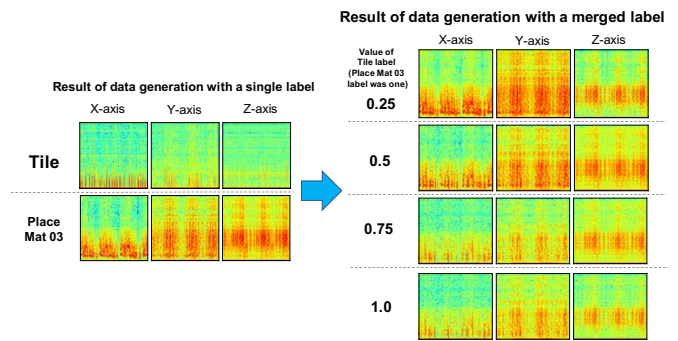 Result of data generation with a single label
X-axis Y-axis Z-axis
Tile
Place
Mat 03
Result of data generation with a merged label
Value of
Tile label
(Place Mat 03
label was one)
X-axis Y-axis Z-axis
0.25
0.5
0.75
1.0